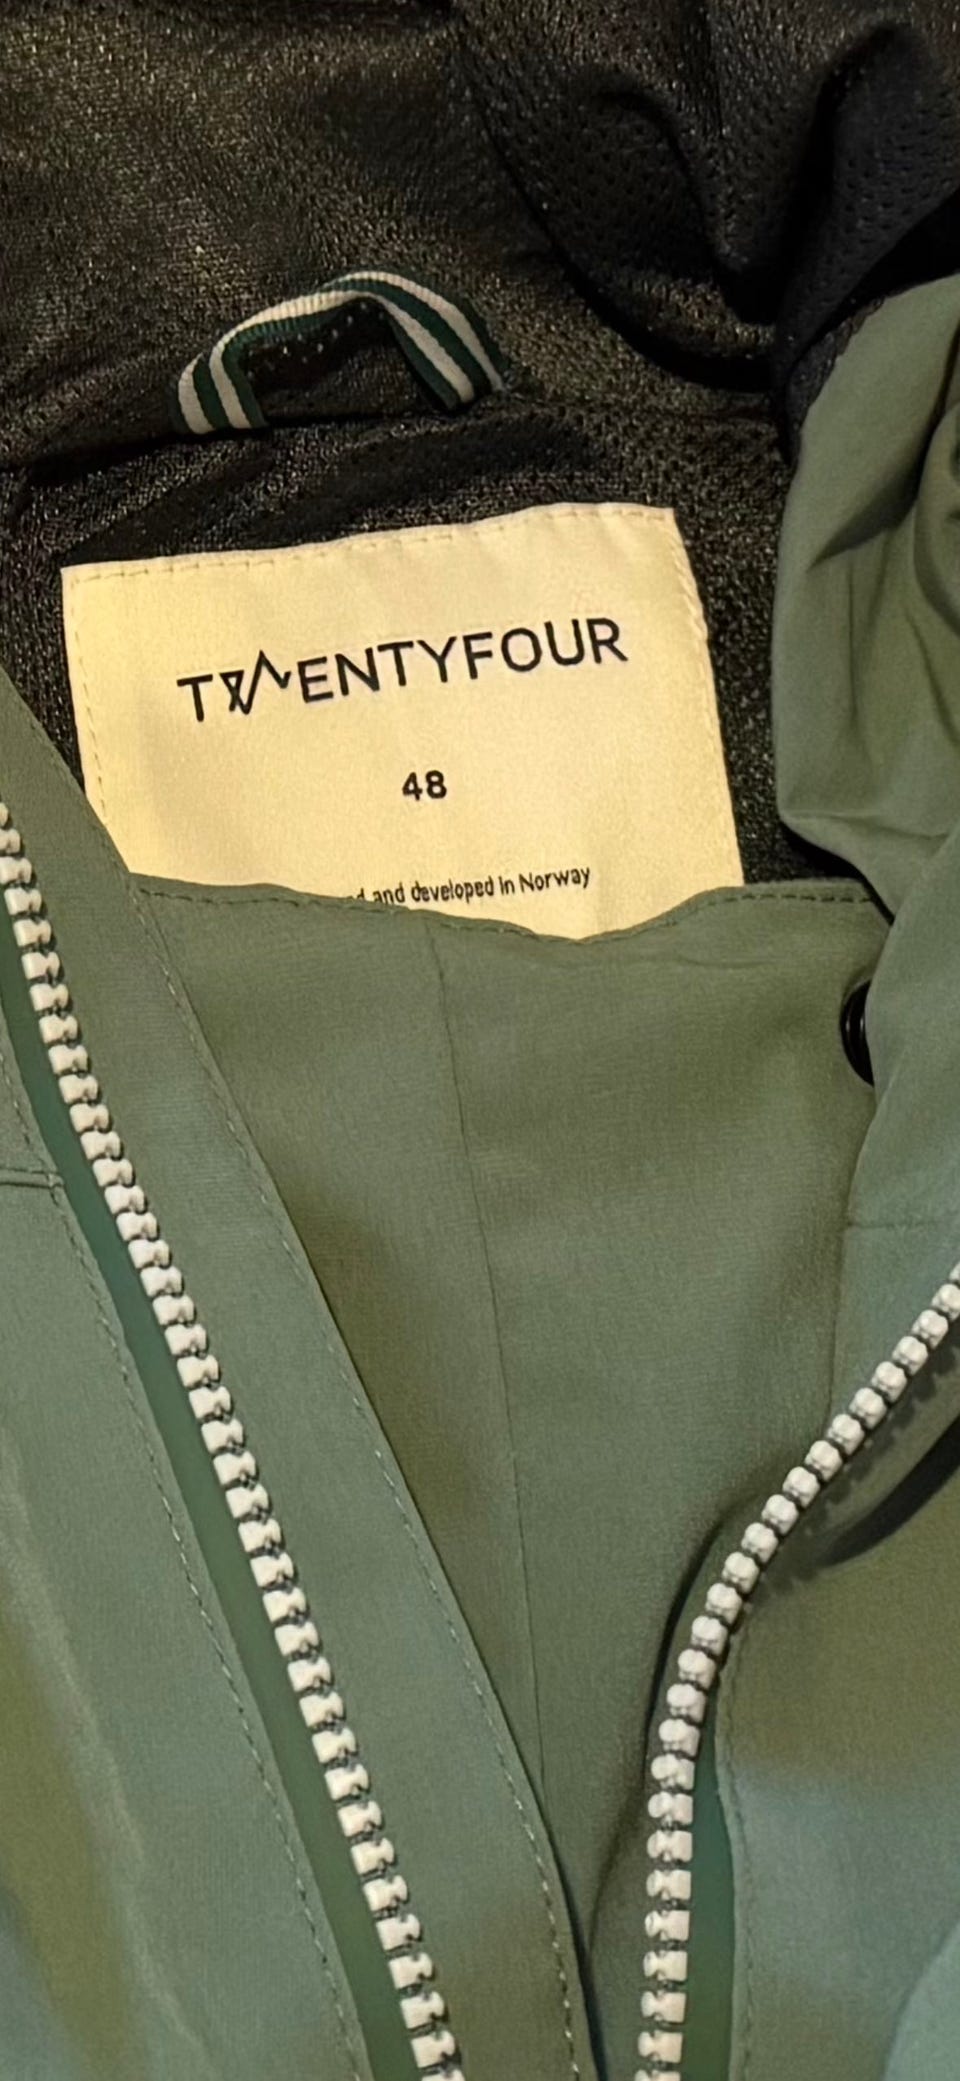 TWENTYFOUR
48
and developed in Norway